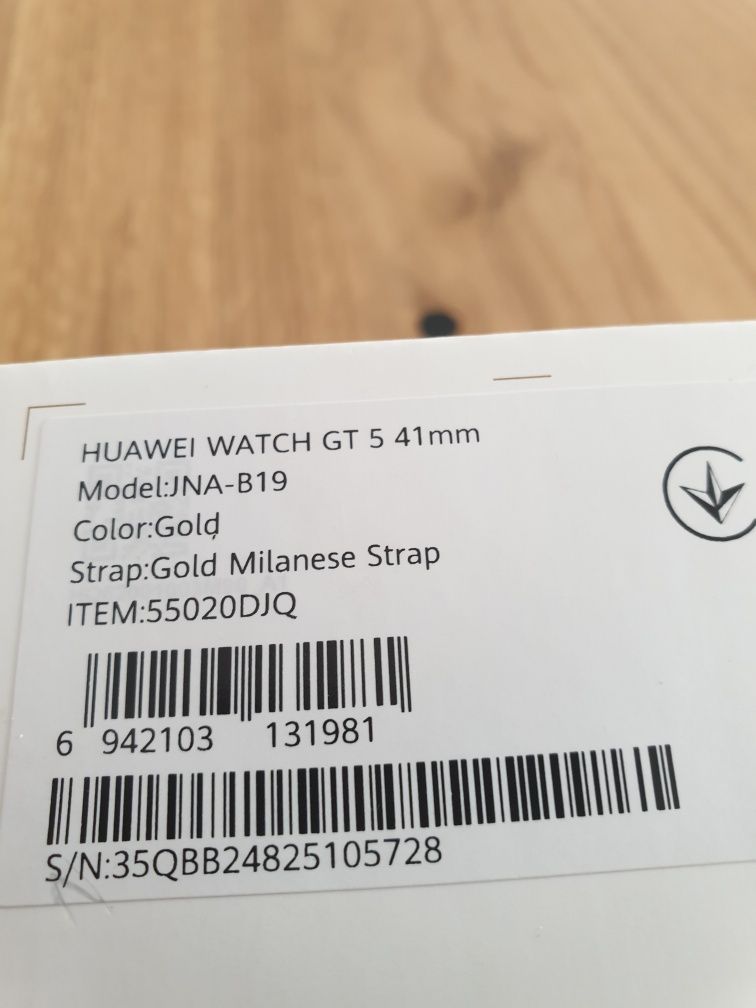 HUAWEI WATCH GT 5 41mm
Model:JNA-B19
Color:Gold
Strap:Gold Milanese Strap
ITEM:55020DJQ
6 942103 131981
S/N:35QBB24825105728